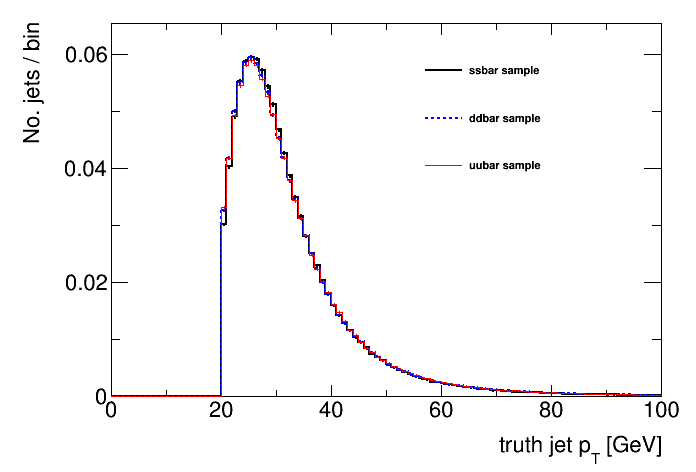 No. jets / bin
0.06
0.04
0.02
0
ssbar sample
ddbar sample
uubar sample
0 20 40 60 80 100
truth jet p_T [GeV]